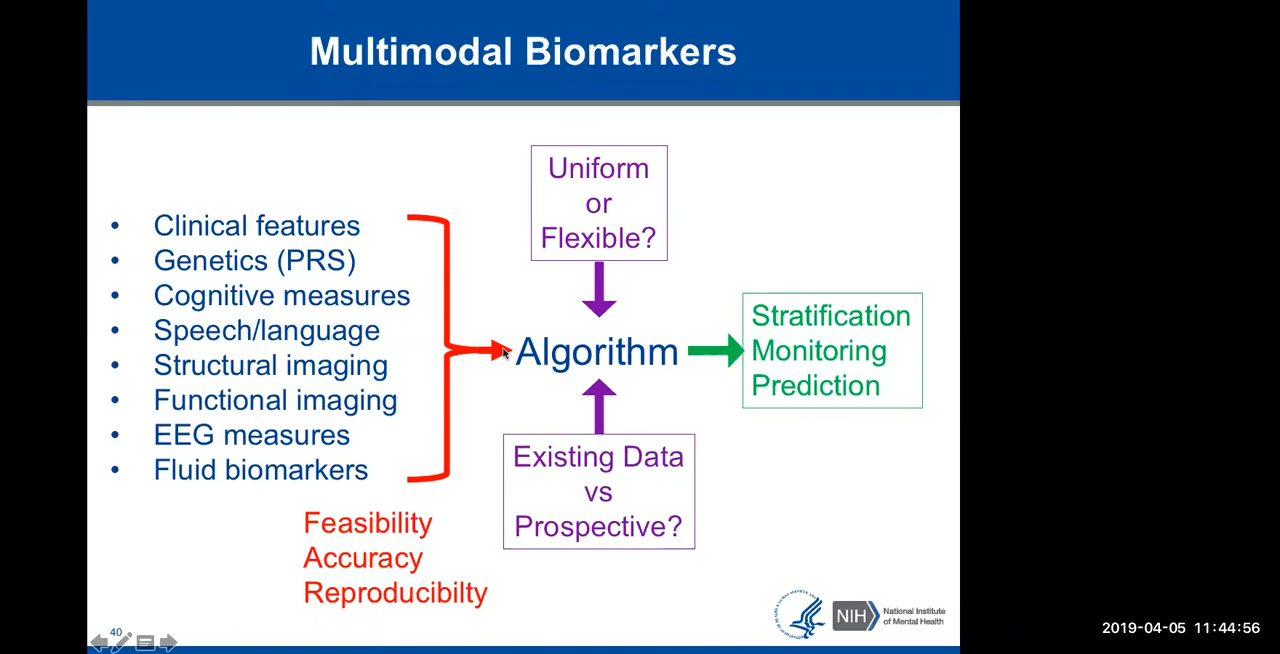 Multimodal Biomarkers
• Clinical features
• Genetics (PRS)
• Cognitive measures
• Speech/language
• Structural imaging
• Functional imaging
• EEG measures
• Fluid biomarkers
Feasibility
Accuracy
Reproducibilty
Uniform
or
Flexible?
Algorithm
Existing Data
vs
Prospective?
Stratification
Monitoring
Prediction
NIH
National Institute
of Mental Health
40
2019-04-05 11:44:56